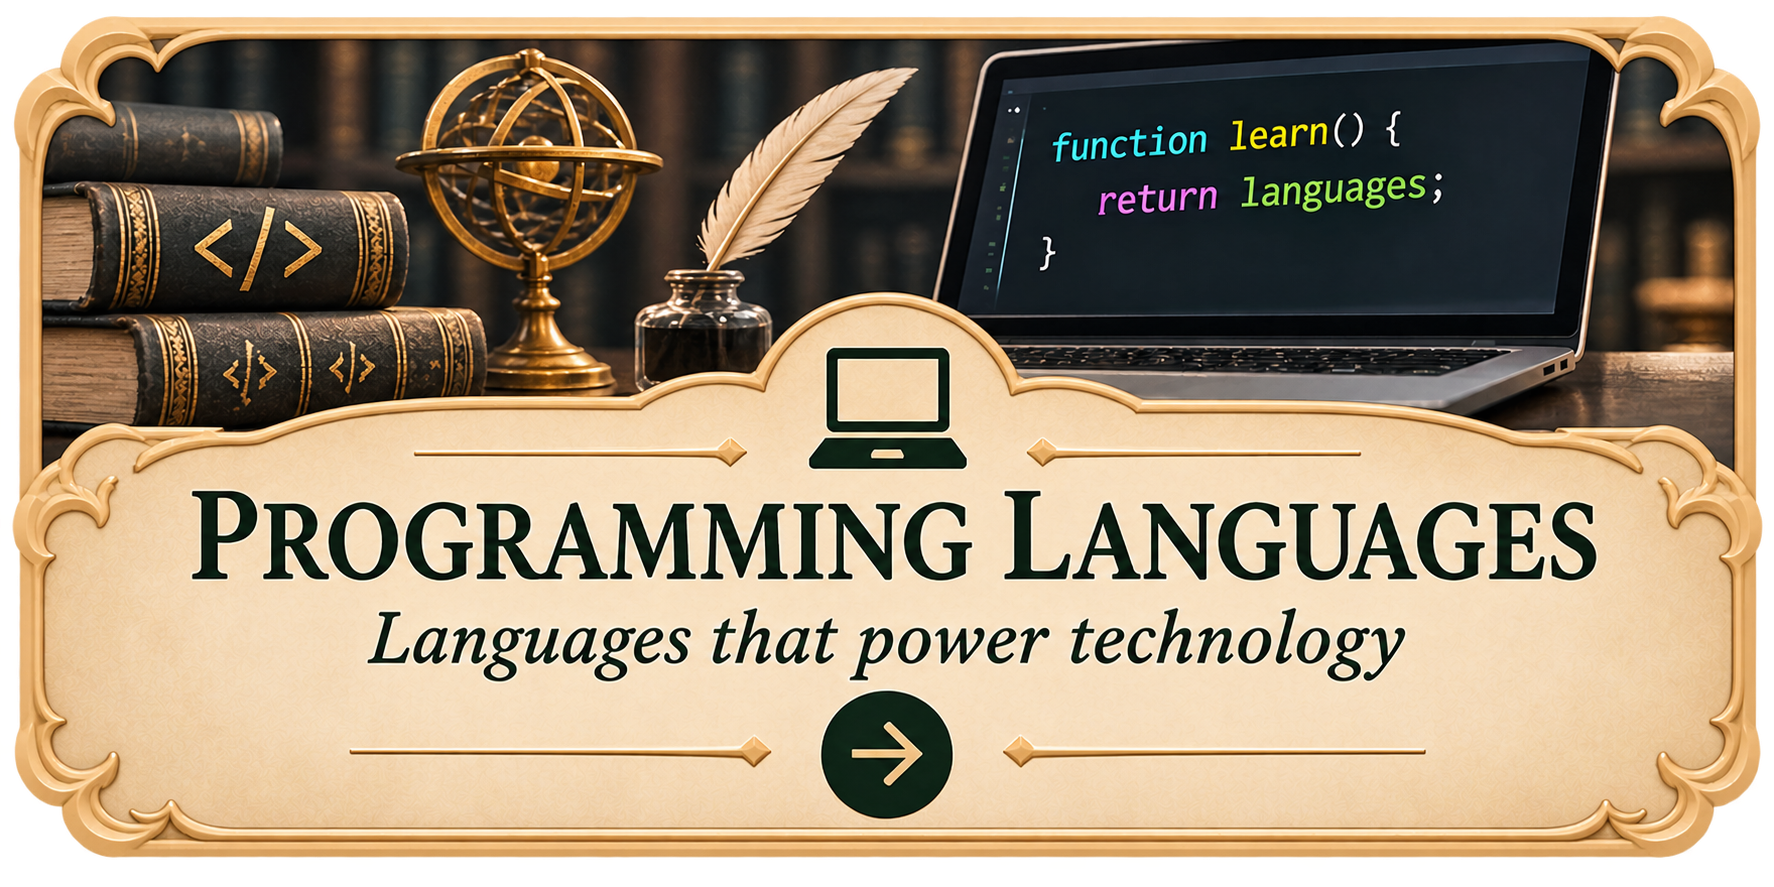 </>
function learn() {
return languages;
}
PROGRAMMING LANGUAGES
Languages that power technology